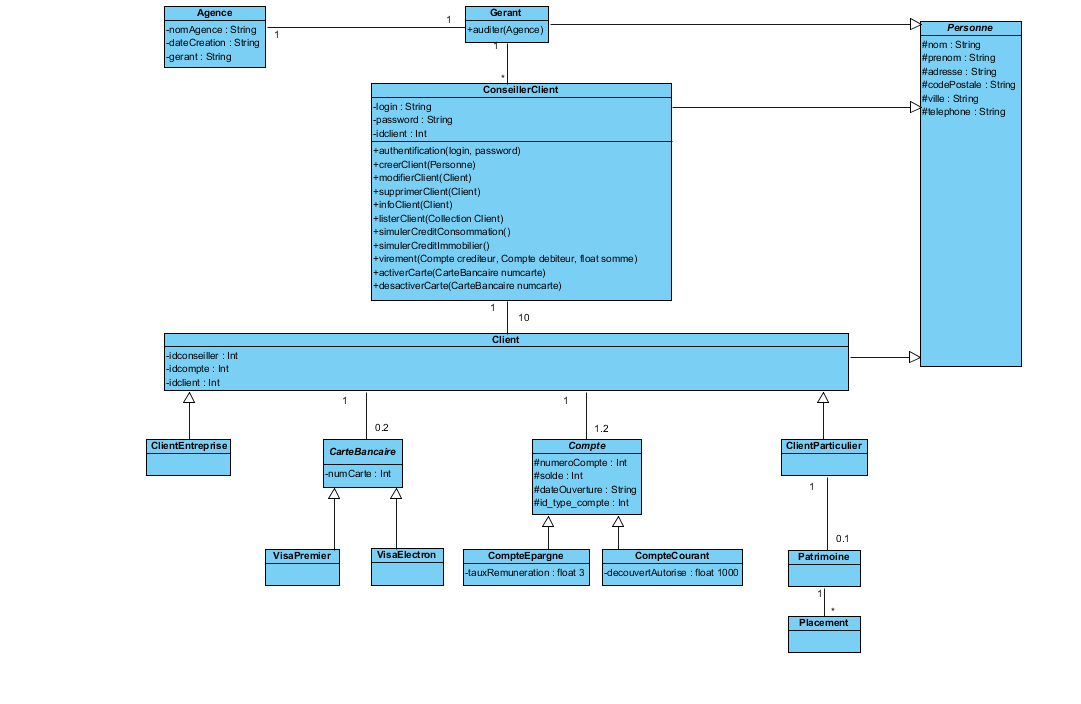 Agence
-nomAgence : String
-dateCreation : String
-gerant : String
1
1
Gerant
+auditer(Agence)
1
*
Personne
#nom : String
#prenom : String
#adresse : String
#codePostale : String
#ville : String
#telephone : String
ConseillerClient
-login : String
-password : String
-idclient : Int
+authentification(login, password)
+creerClient(Personne)
+modifierClient(Client)
+supprimerClient(Client)
+infoClient(Client)
+listerClient(Collection Client)
+simulerCreditConsommation()
+simulerCreditImmobilier()
+virement(Compte crediteur, Compte debiteur, float somme)
+activerCarte(CarteBancaire numcarte)
+desactiverCarte(CarteBancaire numcarte)
1
10
Client
-idconseiller : Int
-idcompte : Int
-idclient : Int
1
0.2
1
1.2
ClientEntreprise
CarteBancaire
-numCarte : Int
Compte
#numeroCompte : Int
#solde : Int
#dateOuverture : String
#id_type_compte : Int
ClientParticulier
1
0.1
VisaPremier
VisaElectron
CompteEpargne
-tauxRemuneration : float 3
CompteCourant
-decouvertAutorise : float 1000
Patrimoine
1
*
Placement